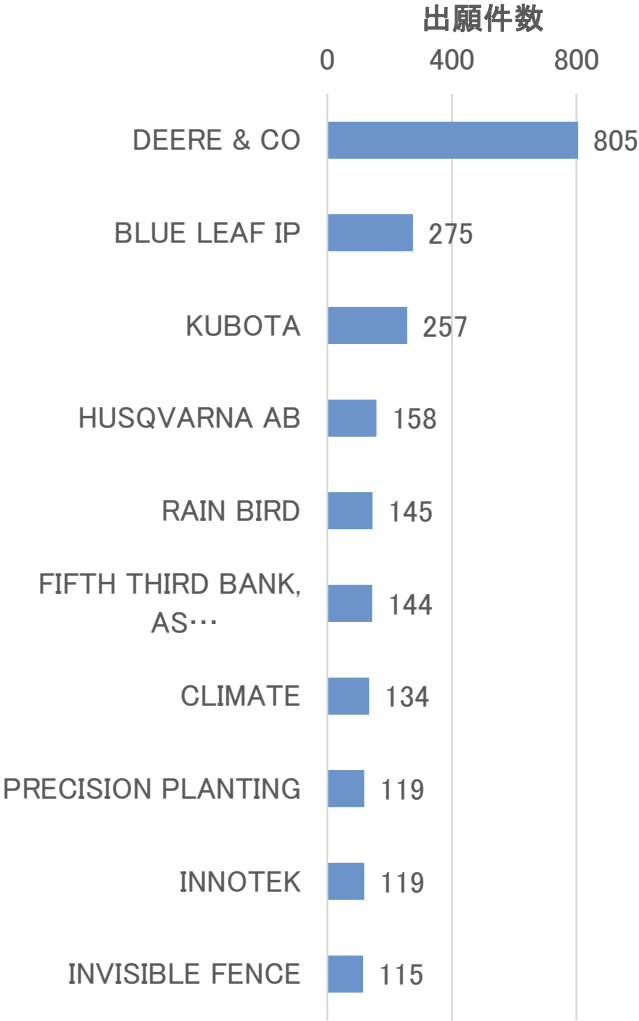 出願件数
0 400 800
DEERE & CO 805
BLUE LEAF IP 275
KUBOTA 257
HUSQVARNA AB 158
RAIN BIRD 145
FIFTH THIRD BANK,
AS… 144
CLIMATE 134
PRECISION PLANTING 119
INNOTEK 119
INVISIBLE FENCE 115